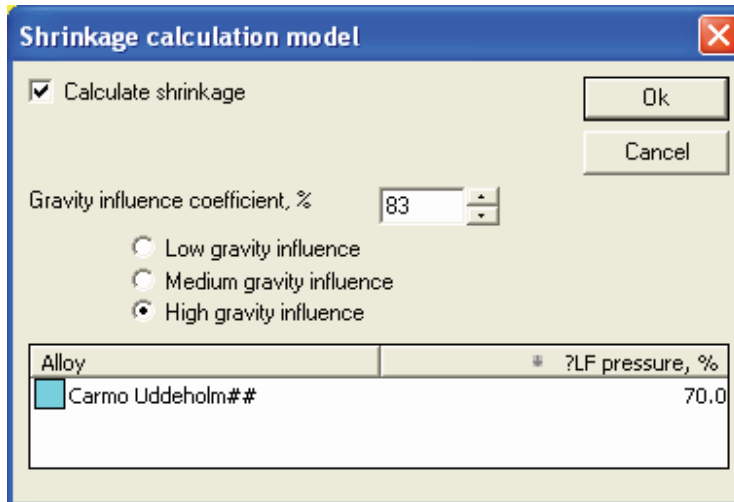 Shrinkage calculation model
Calculate shrinkage
Ok
Cancel
Gravity influence coefficient, %
83
Low gravity influence
Medium gravity influence
High gravity influence
Alloy ?LF pressure, %
Carmo Uddeholm## 70.0